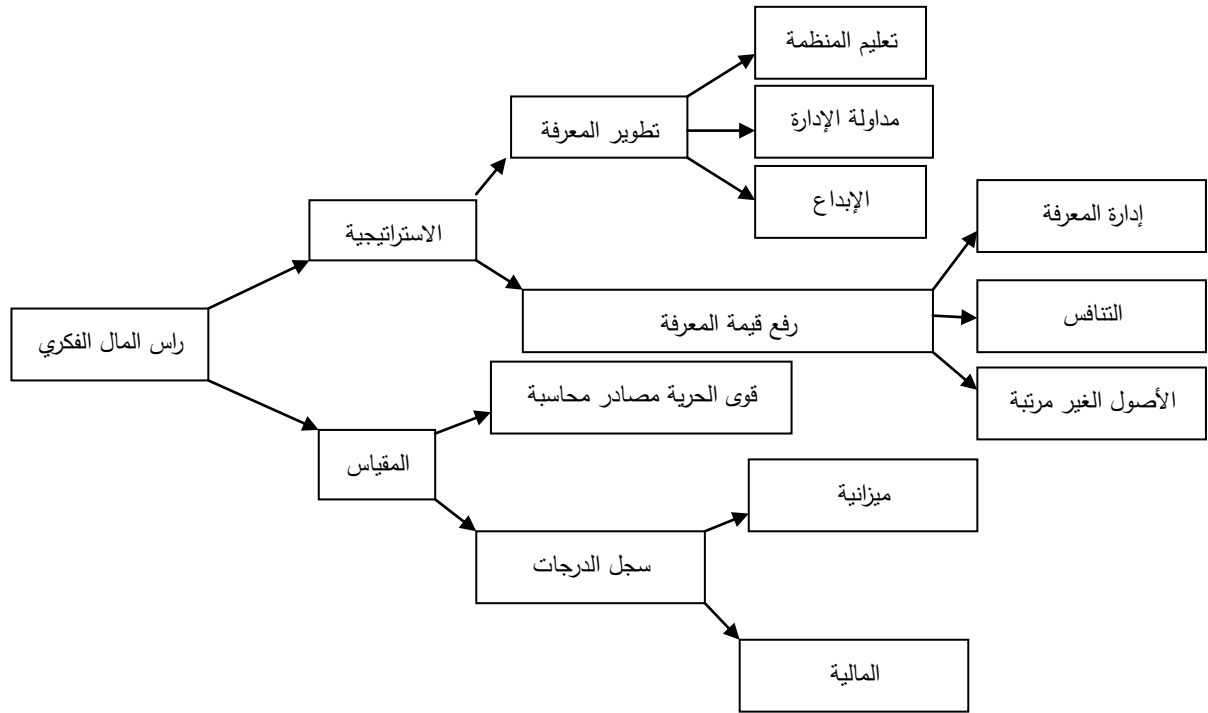 تعليم المنظمة
مداولة الإدارة
تطوير المعرفة
الإبداع
إدارة المعرفة
الاستراتيجية
التنافس
رفع قيمة المعرفة
راس المال الفكري
الأصول الغير مرتبة
قوى الحرية مصادر محاسبة
المقياس
ميزانية
سجل الدرجات
المالية